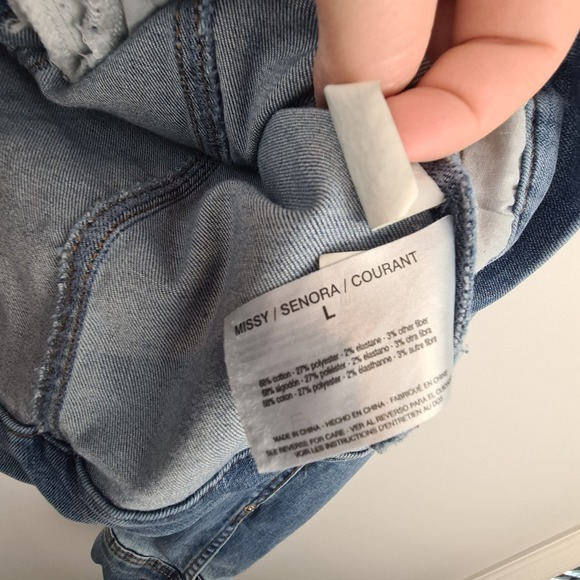 MISSY / SENORA / COURANT
L
68% cotton - 27% polyester - 2% elastane - 3% other fiber
68% algodón - 27% poliéster - 2% elastano - 3% otra fibra
68% coton - 27% polyester - 2% élasthanne - 3% autre fibre
MADE IN CHINA - HECHO EN CHINA - FABRIQUÉ EN CHINE
SEE REVERSE FOR CARE - VER AL REVERSO PARA EL CUIDADO
VOIR LES INSTRUCTIONS D'ENTRETIEN AU DOS